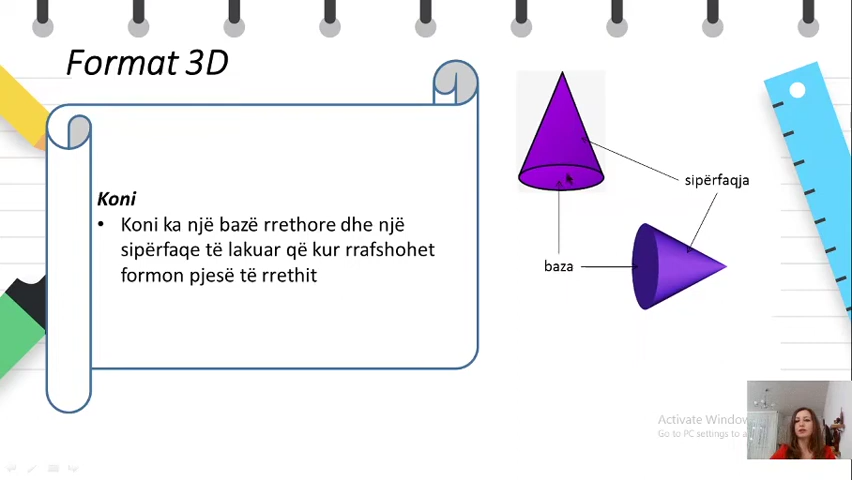 Format 3D
Koni
• Koni ka një bazë rrethore dhe një
sipërfaqe të lakuar që kur rrafshohet
formon pjesë të rrethit
sipërfaqja
baza
Activate Window
Go to PC settings to a